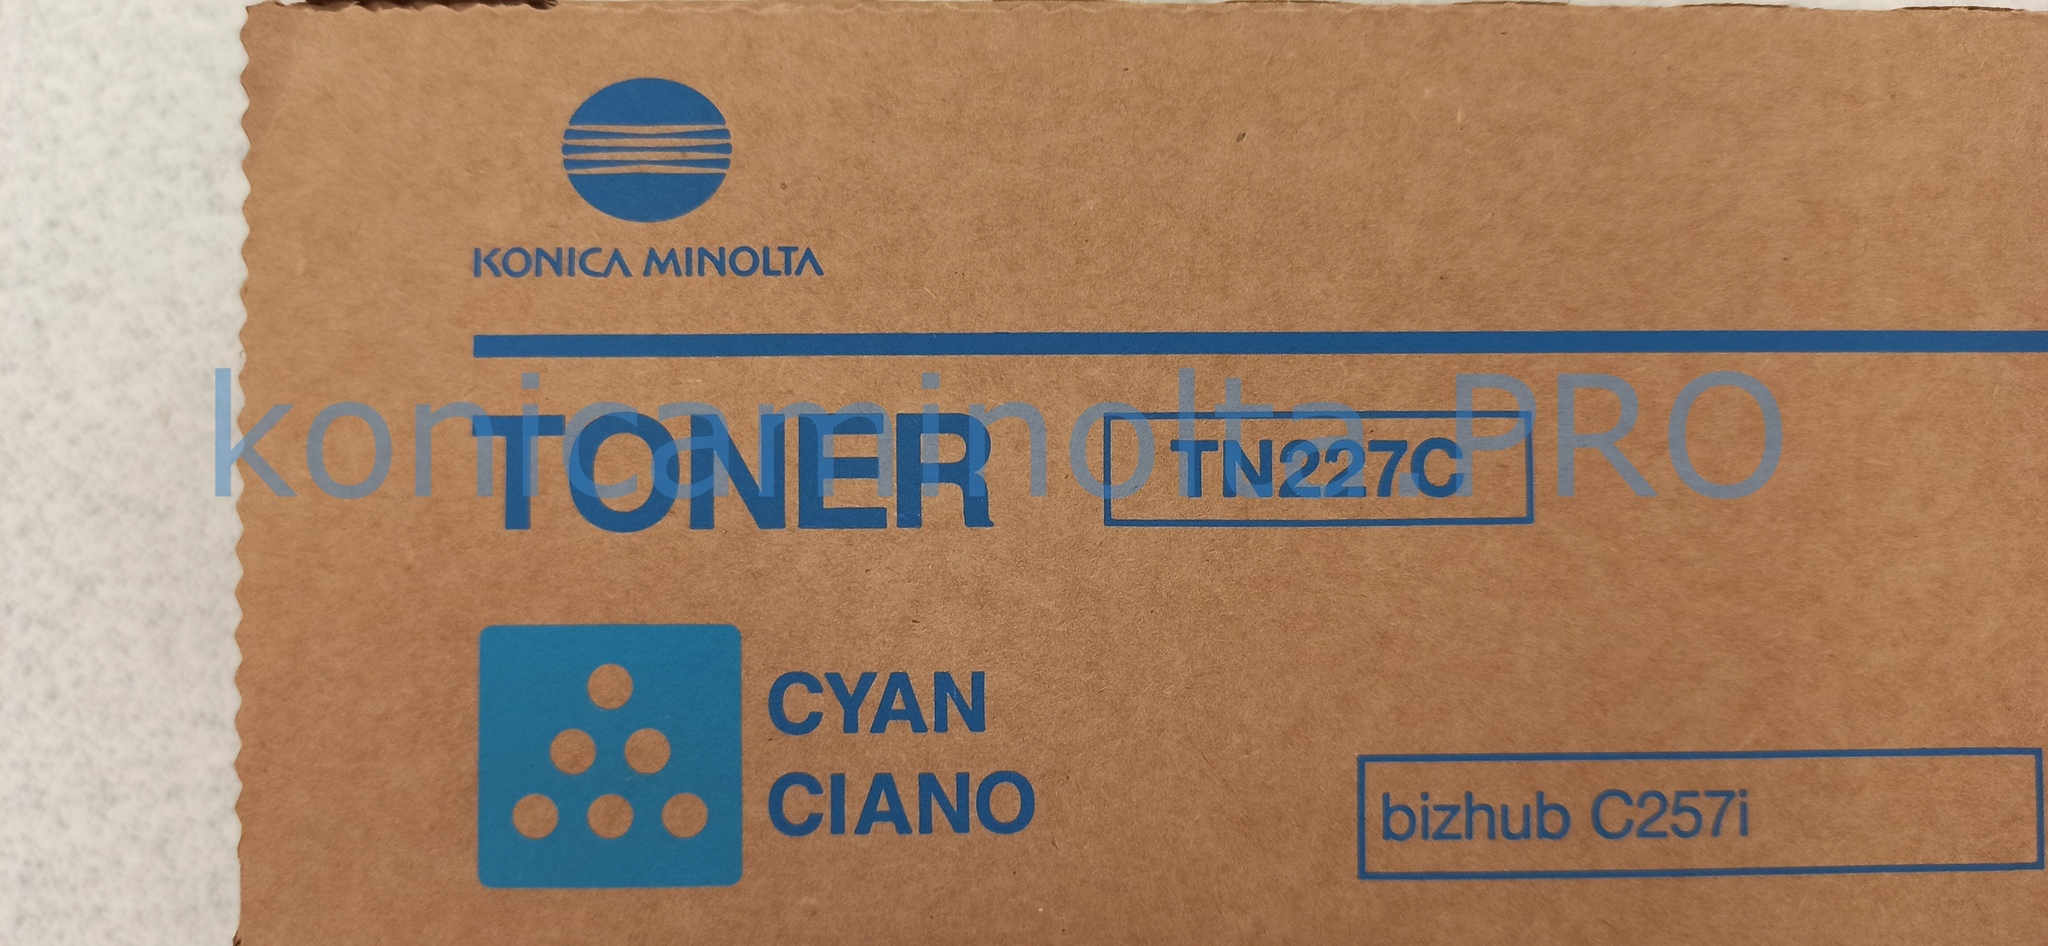 KONICA MINOLTA
konicaminolta.PRO
TONER TN227C
CYAN
CIANO
bizhub C257i